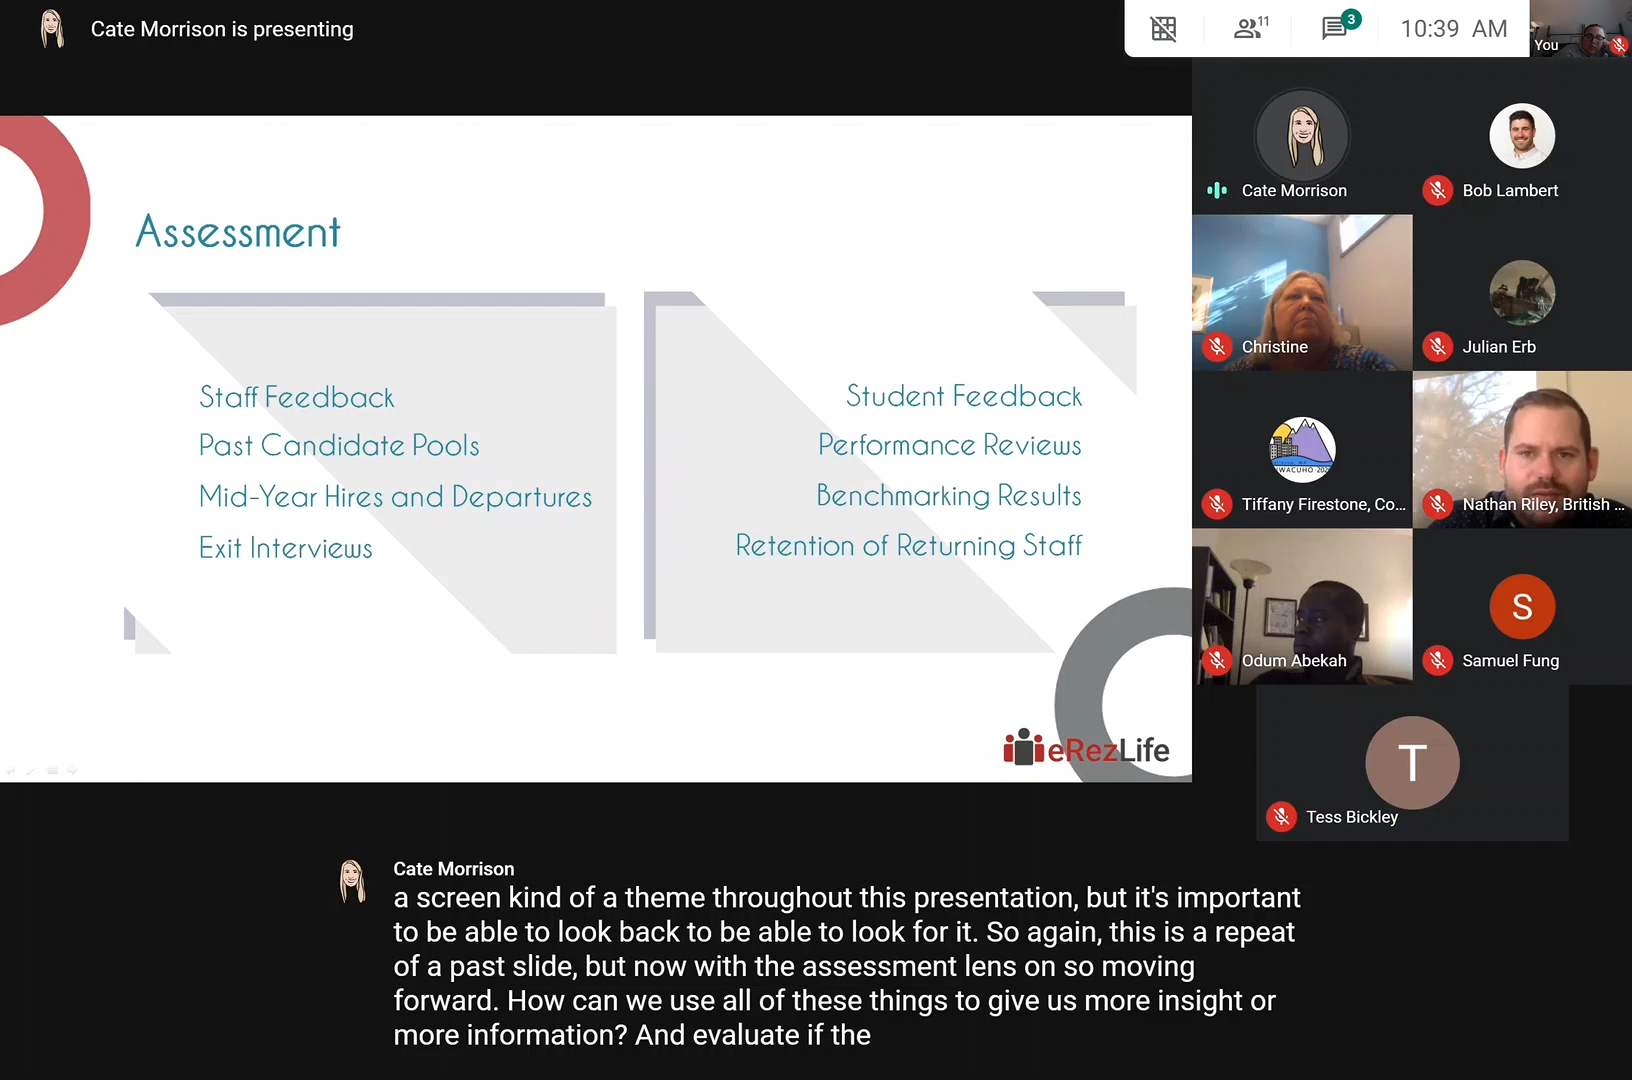 Cate Morrison is presenting
11
3
10:39 AM
You
Assessment
Staff Feedback
Past Candidate Pools
Mid-Year Hires and Departures
Exit Interviews
Student Feedback
Performance Reviews
Benchmarking Results
Retention of Returning Staff
eRezLife
Cate Morrison
Bob Lambert
Christine
Julian Erb
Tiffany Firestone, Co...
Nathan Riley, British ...
Odum Abekah
S
Samuel Fung
T
Tess Bickley
Cate Morrison
a screen kind of a theme throughout this presentation, but it's important
to be able to look back to be able to look for it. So again, this is a repeat
of a past slide, but now with the assessment lens on so moving
forward. How can we use all of these things to give us more insight or
more information? And evaluate if the